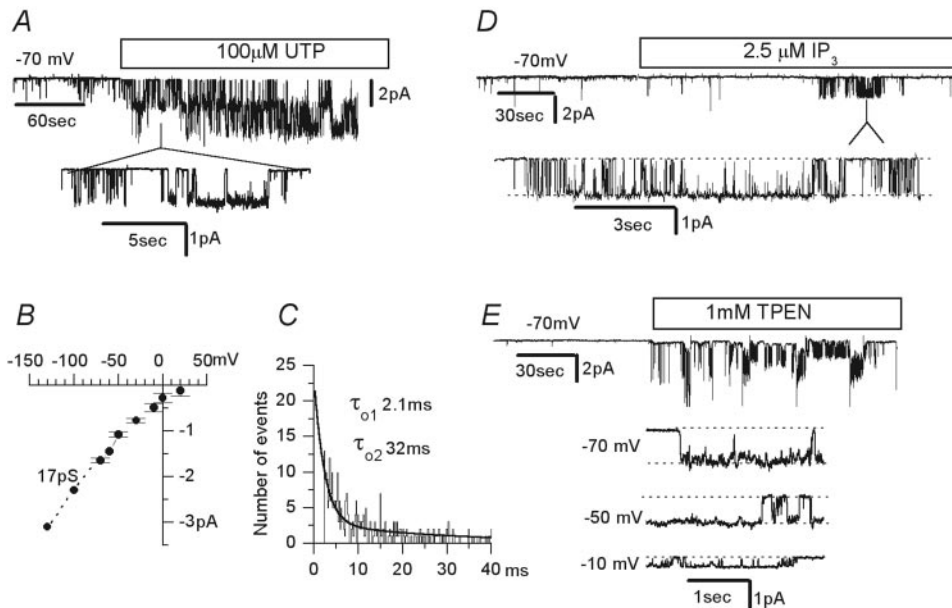 A
100μM UTP
-70 mV
2pA
60sec
5sec
1pA
D
2.5 μM IP₃
-70mV
30sec
2pA
3sec
1pA
B
-150 -100 -50 0 50mV
-1
-2
-3pA
17pS
C
25
20
15
10
5
0
Number of events
τo1 2.1ms
τo2 32ms
0 10 20 30 40 ms
E
1mM TPEN
-70mV
30sec
2pA
-70 mV
-50 mV
-10 mV
1sec
1pA